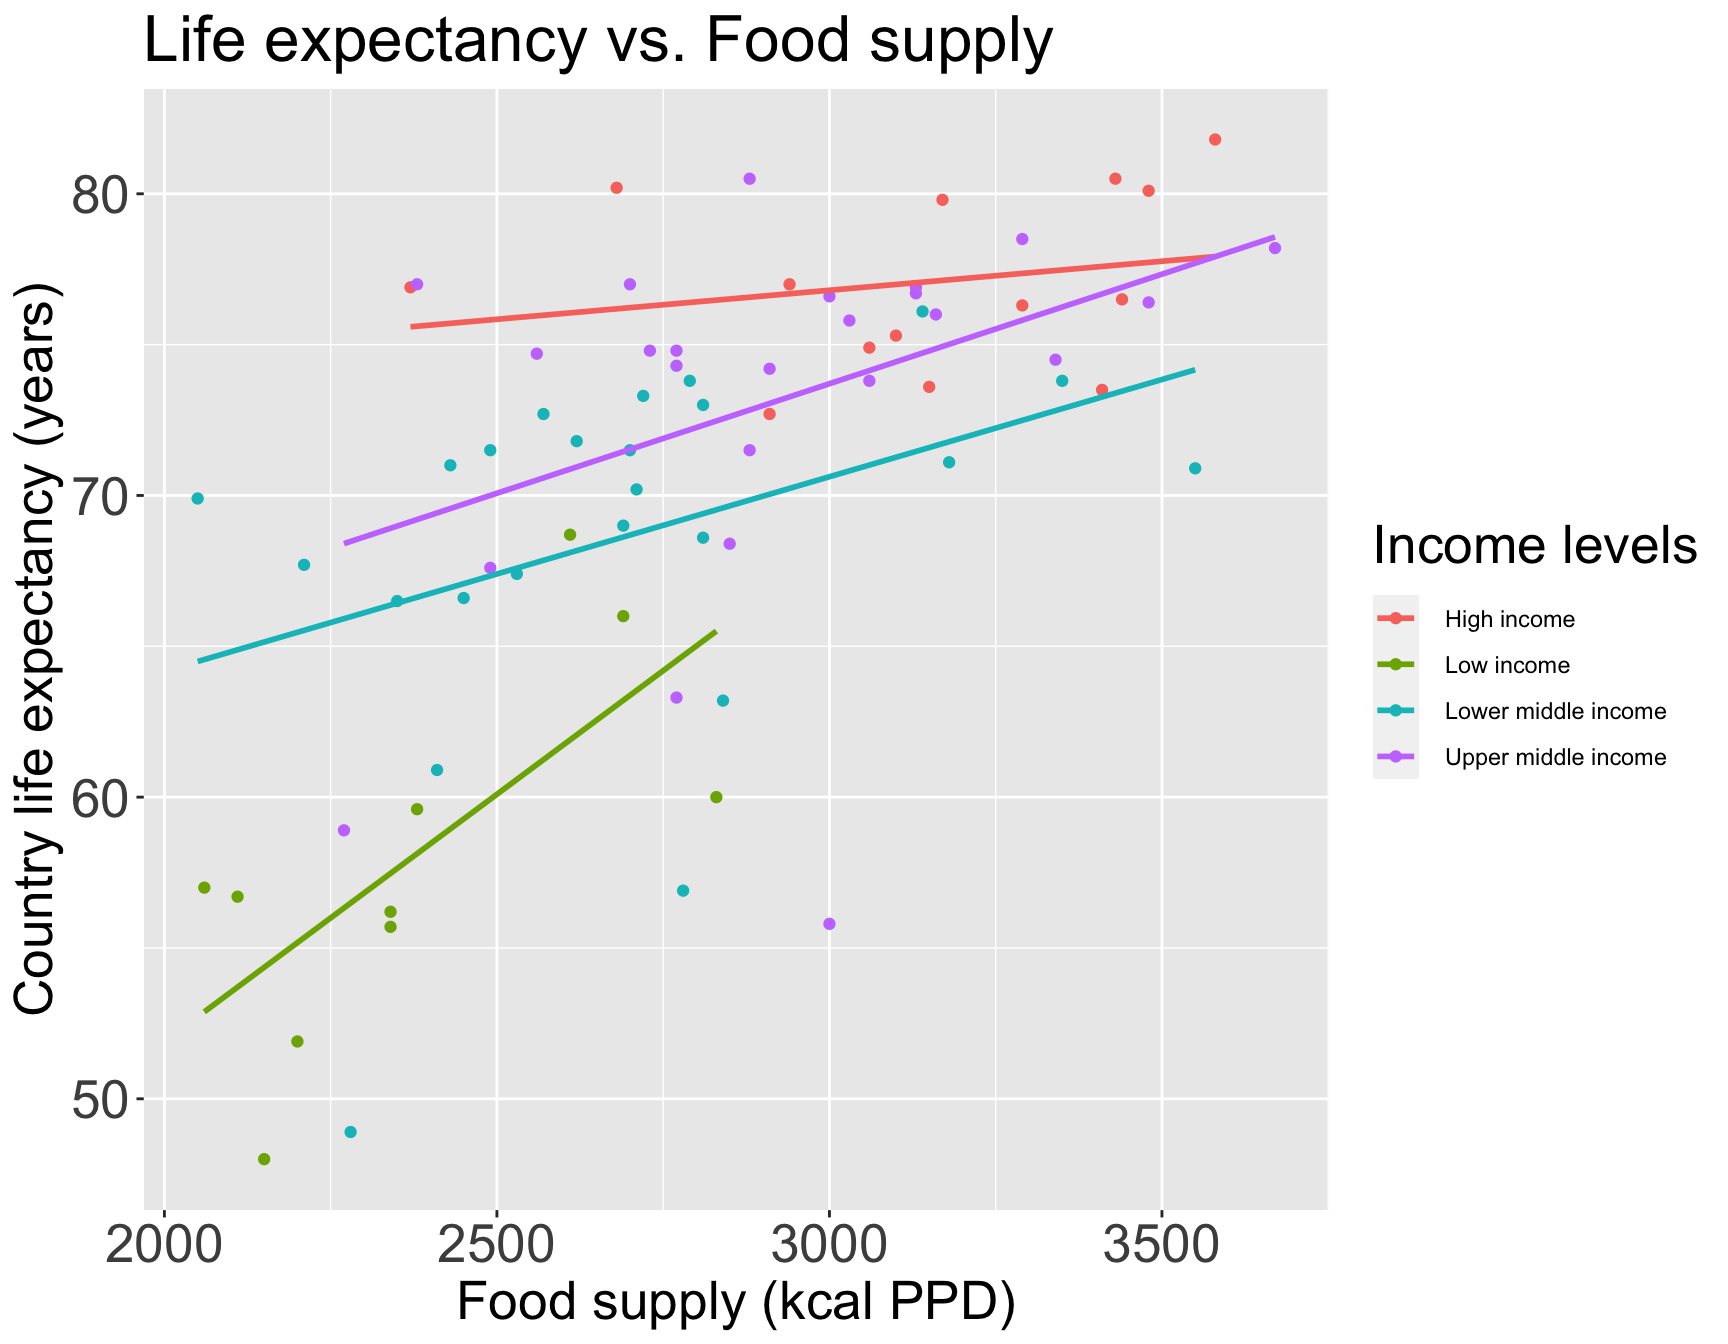 Life expectancy vs. Food supply
Country life expectancy (years)
80
70
60
50
2000 2500 3000 3500
Food supply (kcal PPD)
Income levels
High income
Low income
Lower middle income
Upper middle income